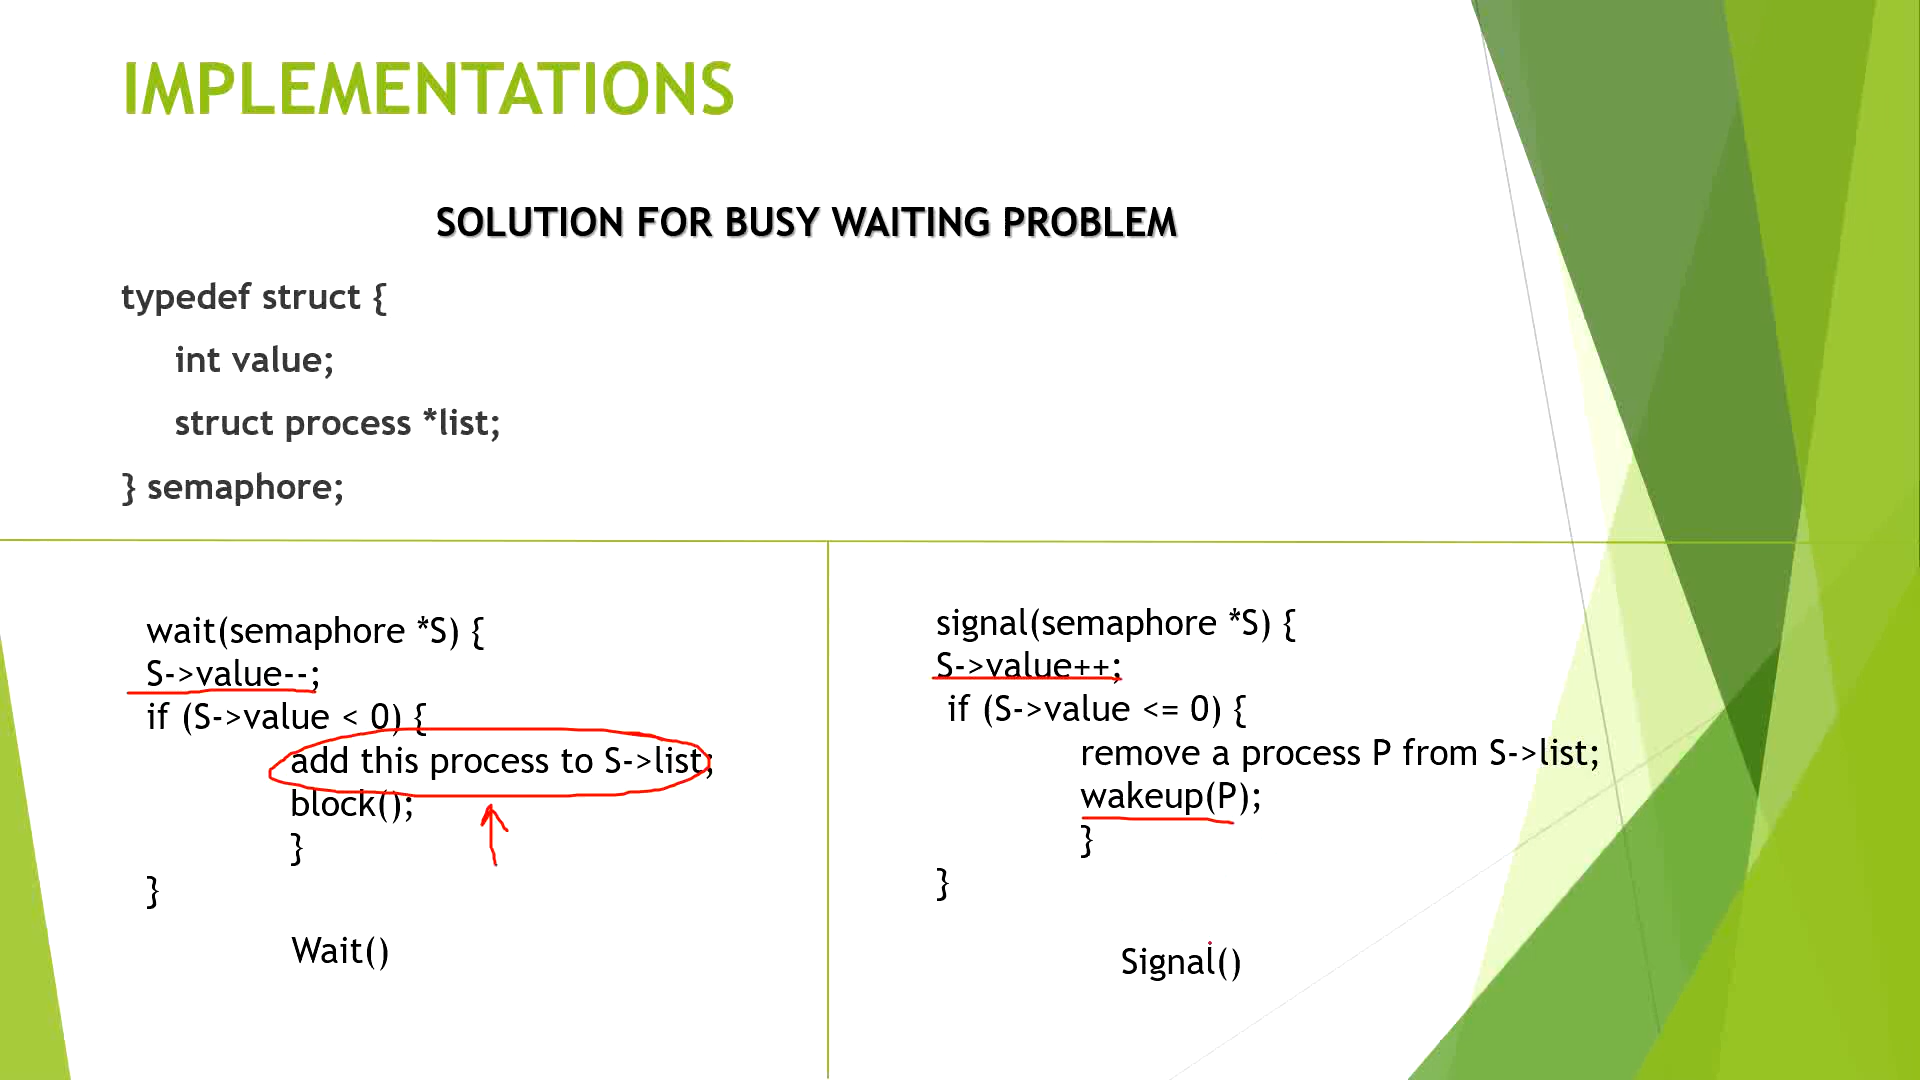 IMPLEMENTATIONS
SOLUTION FOR BUSY WAITING PROBLEM
typedef struct {
int value;
struct process *list;
} semaphore;
wait(semaphore *S) {
S->value--;
if (S->value < 0) {
add this process to S->list;
block();
}
}
Wait()
signal(semaphore *S) {
S->value++;
if (S->value <= 0) {
remove a process P from S->list;
wakeup(P);
}
}
Signal()